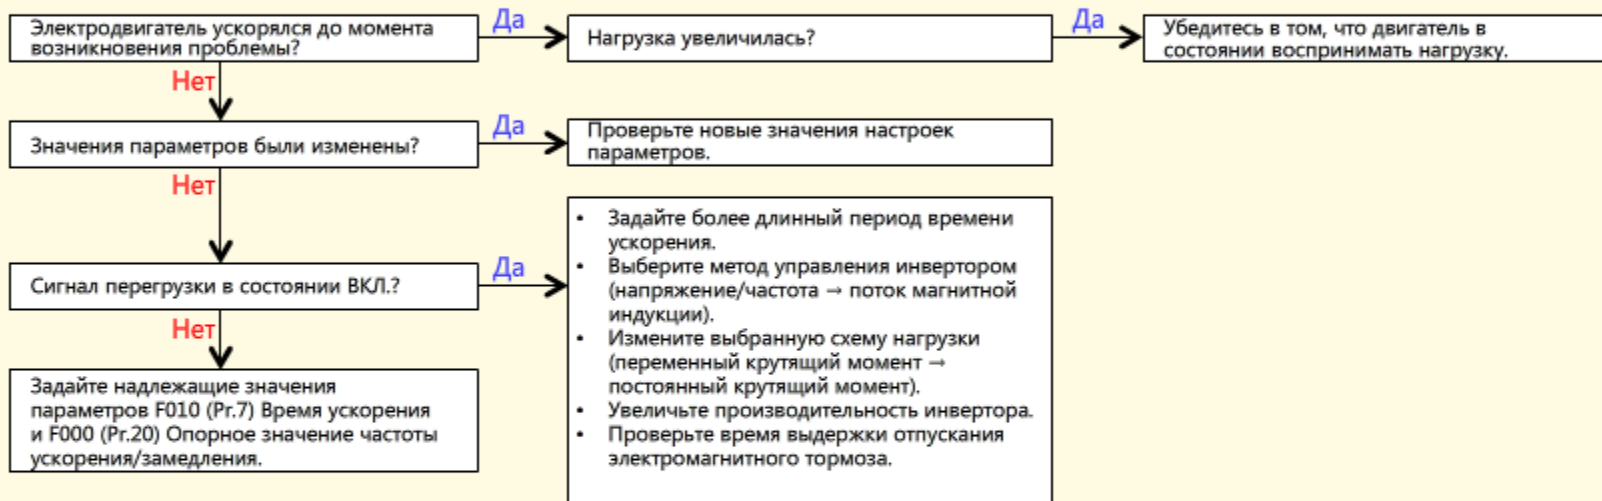 Электродвигатель ускорялся до момента
возникновения проблемы?
Да
Нагрузка увеличилась?
Да
Убедитесь в том, что двигатель в
состоянии воспринимать нагрузку.
Нет
Значения параметров были изменены?
Да
Проверьте новые значения настроек
параметров.
Нет
Сигнал перегрузки в состоянии ВКЛ.?
Да
• Задайте более длинный период времени
ускорения.
• Выберите метод управления инвертором
(напряжение/частота → поток магнитной
индукции).
• Измените выбранную схему нагрузки
(переменный крутящий момент →
постоянный крутящий момент).
• Увеличьте производительность инвертора.
• Проверьте время выдержки отпускания
электромагнитного тормоза.
Нет
Задайте надлежащие значения
параметров F010 (Pr.7) Время ускорения
и F000 (Pr.20) Опорное значение частоты
ускорения/замедления.